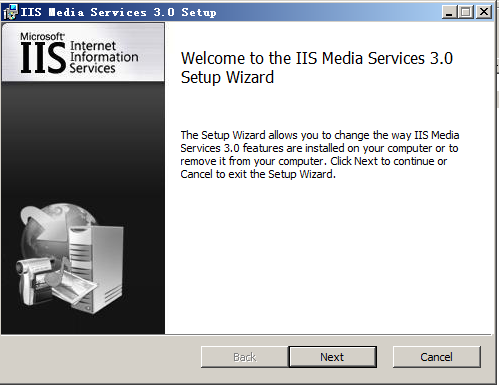 IIS Media Services 3.0 Setup
Microsoft®
IIS Internet
Information
Services
Welcome to the IIS Media Services 3.0
Setup Wizard
The Setup Wizard allows you to change the way IIS Media
Services 3.0 features are installed on your computer or to
remove it from your computer. Click Next to continue or
Cancel to exit the Setup Wizard.
Back
Next
Cancel